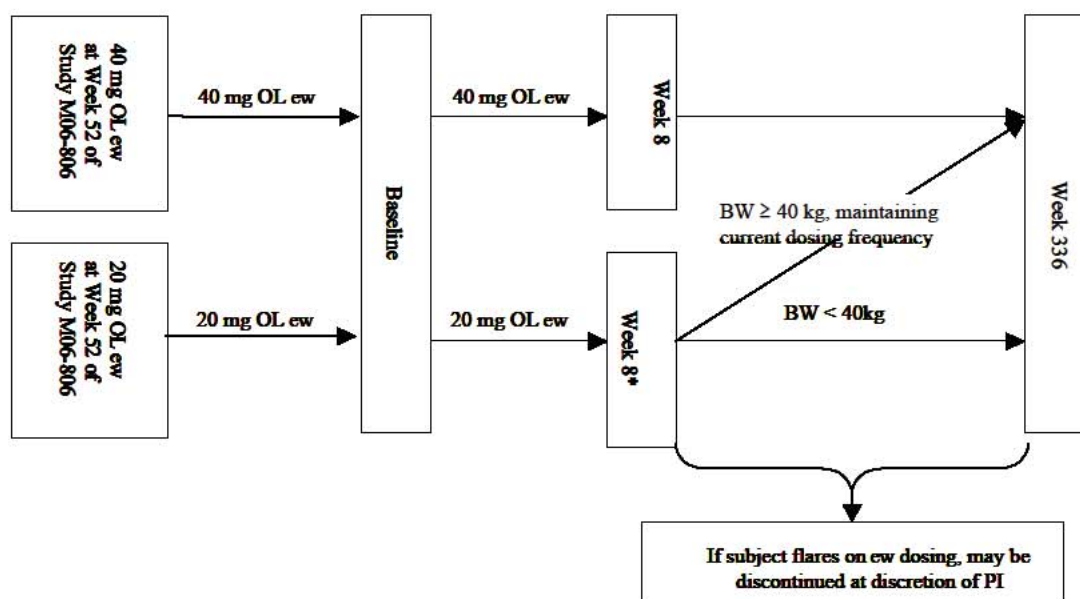 40 mg OL ew
at Week 52 of
Study M06-806
40 mg OL ew
Baseline
40 mg OL ew
Week 8
BW ≥ 40 kg, maintaining
current dosing frequency
Week 336
20 mg OL ew
at Week 52 of
Study M06-806
20 mg OL ew
20 mg OL ew
Week 8*
BW < 40kg
If subject flares on ew dosing, may be
discontinued at discretion of PI